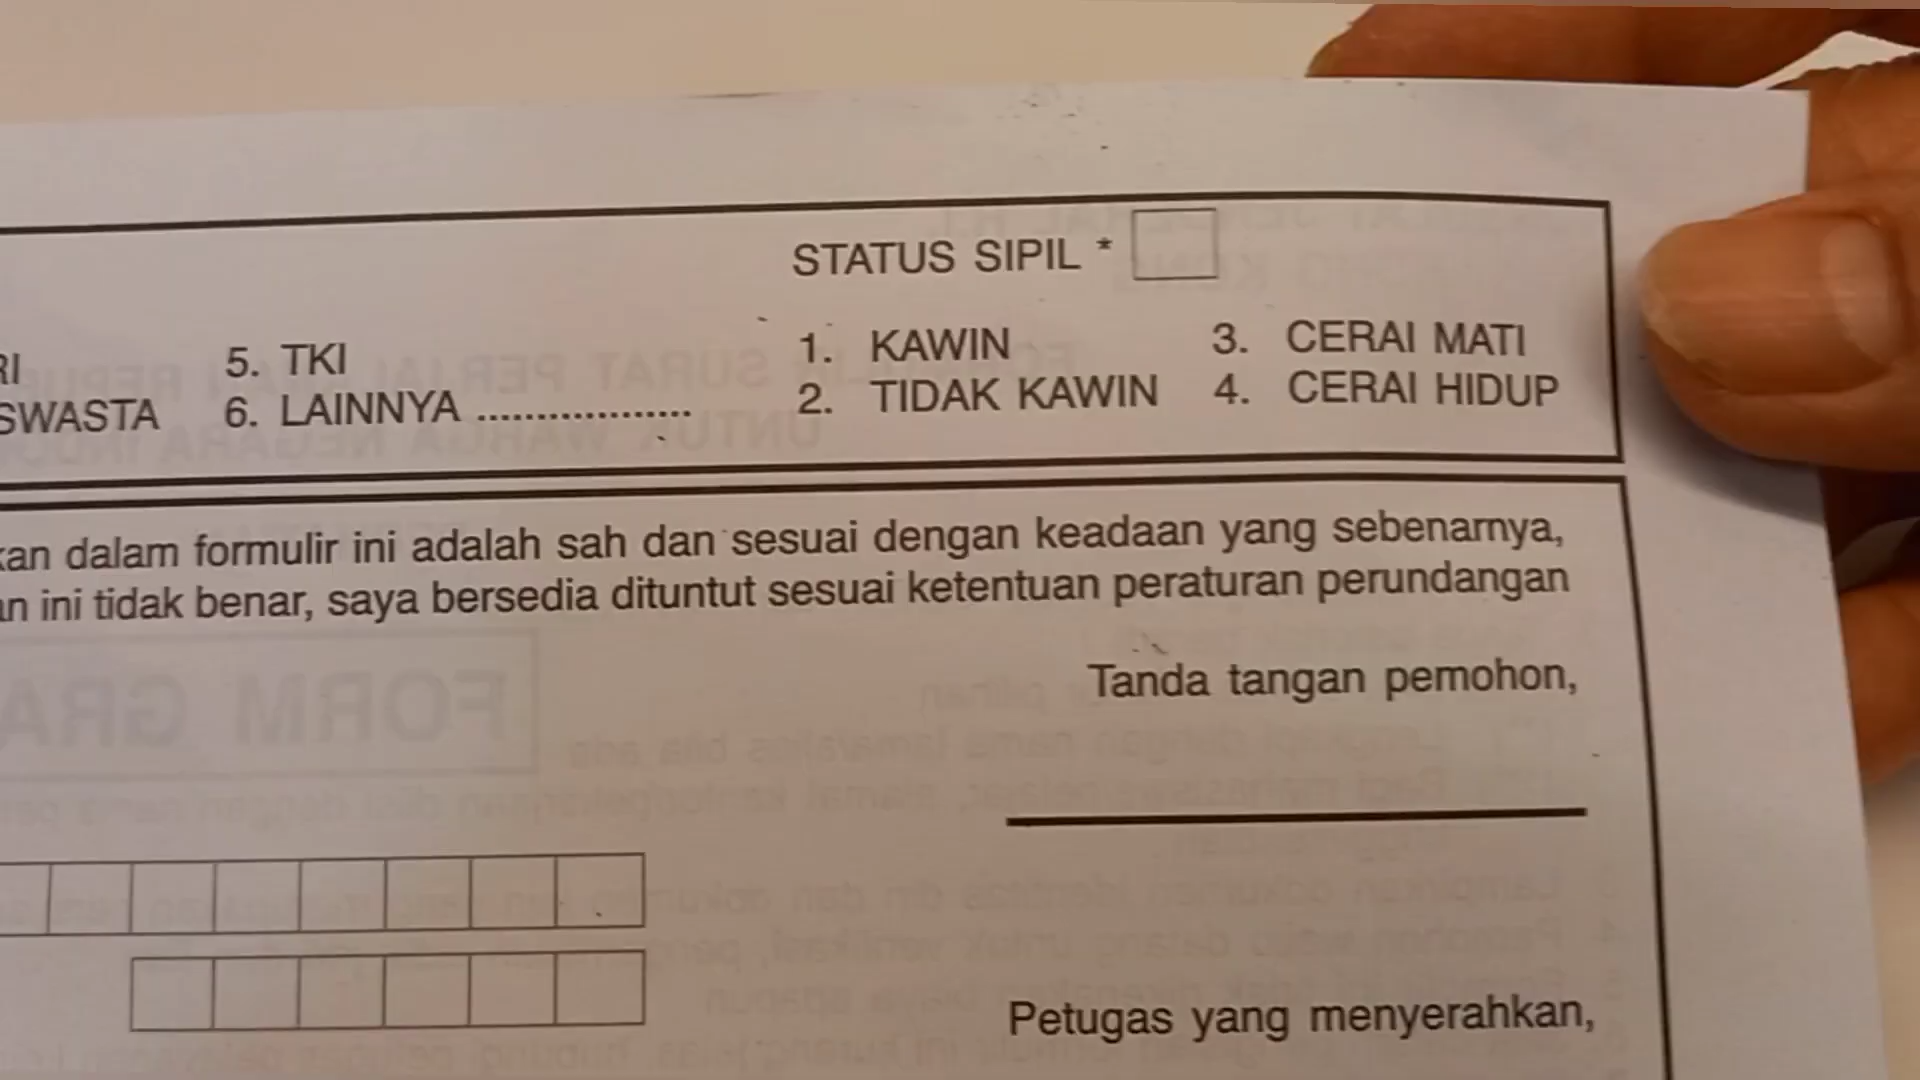 STATUS SIPIL *
RI 5. TKI 1. KAWIN 3. CERAI MATI
SWASTA 6. LAINNYA .................. 2. TIDAK KAWIN 4. CERAI HIDUP
kan dalam formulir ini adalah sah dan sesuai dengan keadaan yang sebenarnya,
an ini tidak benar, saya bersedia dituntut sesuai ketentuan peraturan perundangan
Tanda tangan pemohon,
Petugas yang menyerahkan,